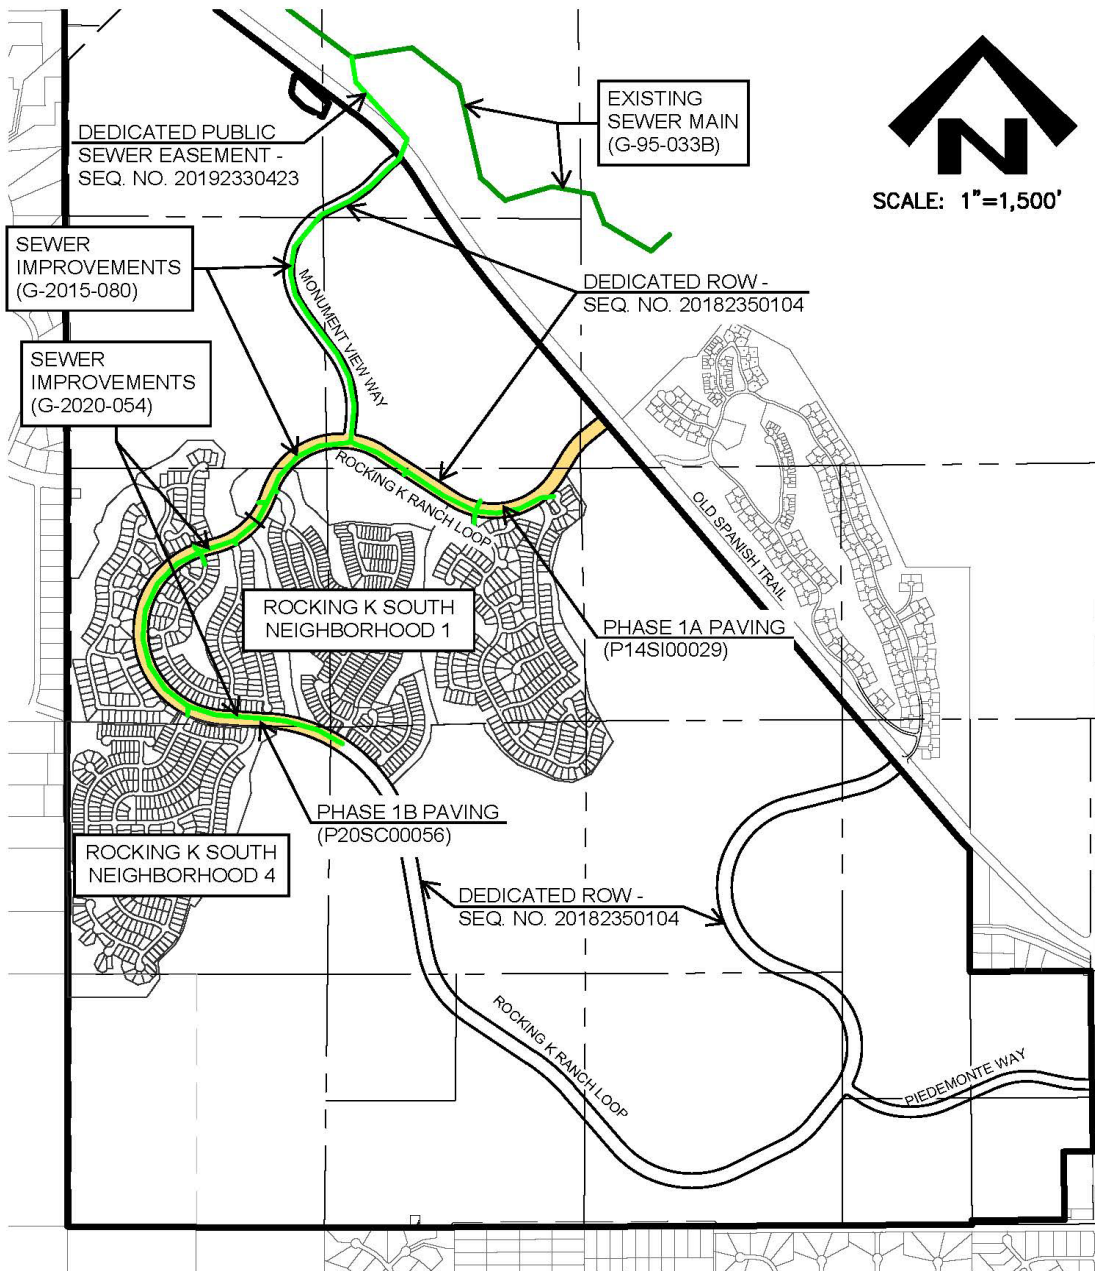 EXISTING
SEWER MAIN
(G-95-033B)
N
SCALE: 1"=1,500'
DEDICATED PUBLIC
SEWER EASEMENT -
SEQ. NO. 20192330423
SEWER
IMPROVEMENTS
(G-2015-080)
DEDICATED ROW -
SEQ. NO. 20182350104
MONUMENT VIEW WAY
SEWER
IMPROVEMENTS
(G-2020-054)
ROCKING K RANCH LOOP
OLD SPANISH TRAIL
ROCKING K SOUTH
NEIGHBORHOOD 1
PHASE 1A PAVING
(P14SI00029)
PHASE 1B PAVING
(P20SC00056)
ROCKING K SOUTH
NEIGHBORHOOD 4
DEDICATED ROW -
SEQ. NO. 20182350104
ROCKING K RANCH LOOP
PIEDEMONTE WAY